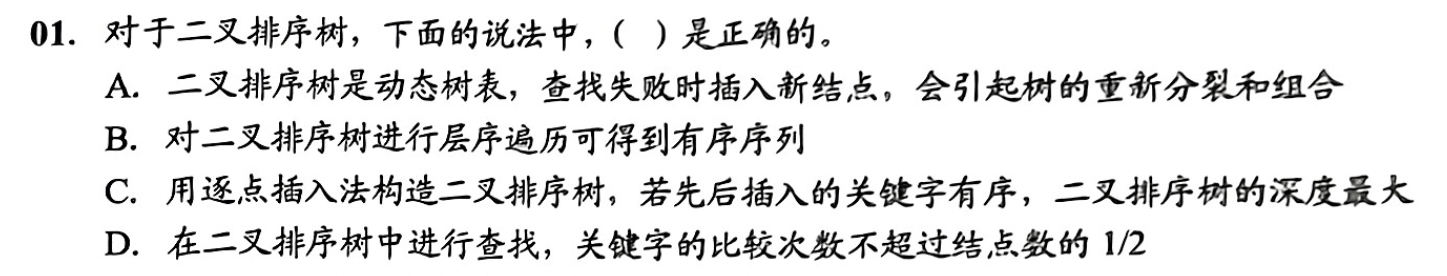 01. 对于二叉排序树，下面的说法中，( ）是正确的。
A. 二叉排序树是动态树表，查找失败时插入新结点，会引起树的重新分裂和组合
B. 对二叉排序树进行层序遍历可得到有序序列
C. 用逐点插入法构造二叉排序树，若先后插入的关键字有序，二叉排序树的深度最大
D. 在二叉排序树中进行查找，关键字的比较次数不超过结点数的 1/2